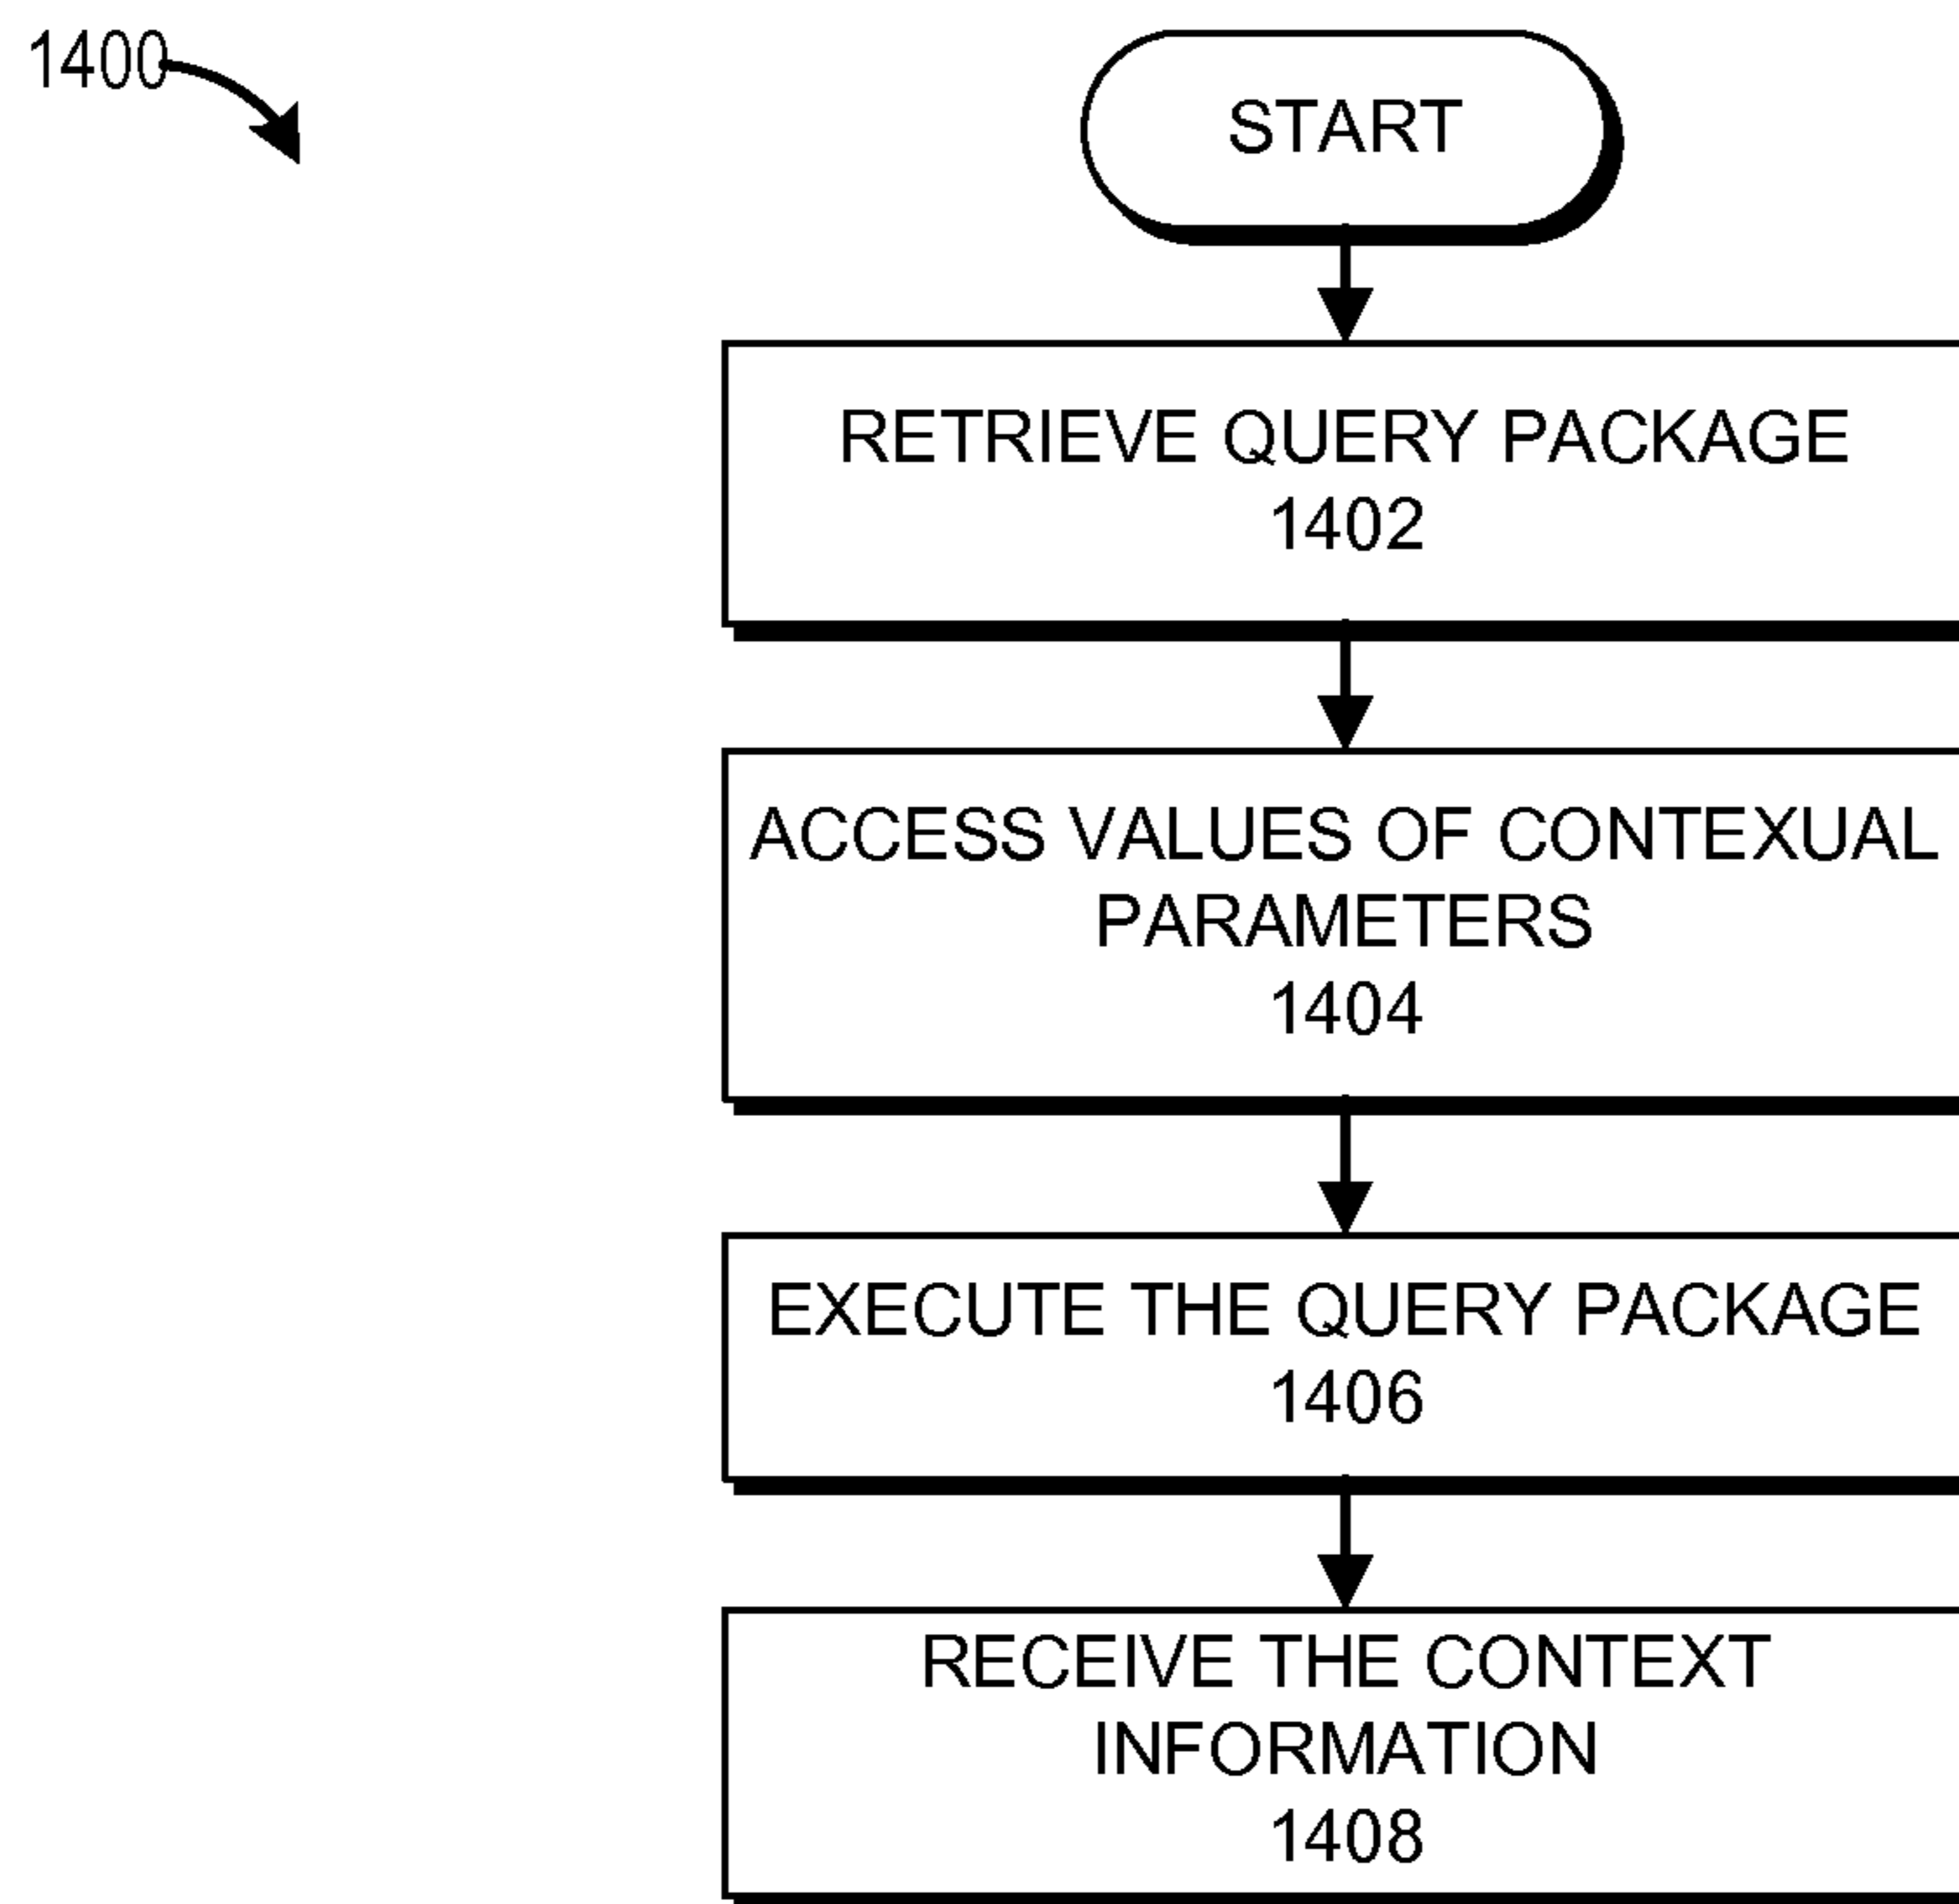 1400
START
RETRIEVE QUERY PACKAGE
1402
ACCESS VALUES OF CONTEXUAL
PARAMETERS
1404
EXECUTE THE QUERY PACKAGE
1406
RECEIVE THE CONTEXT
INFORMATION
1408